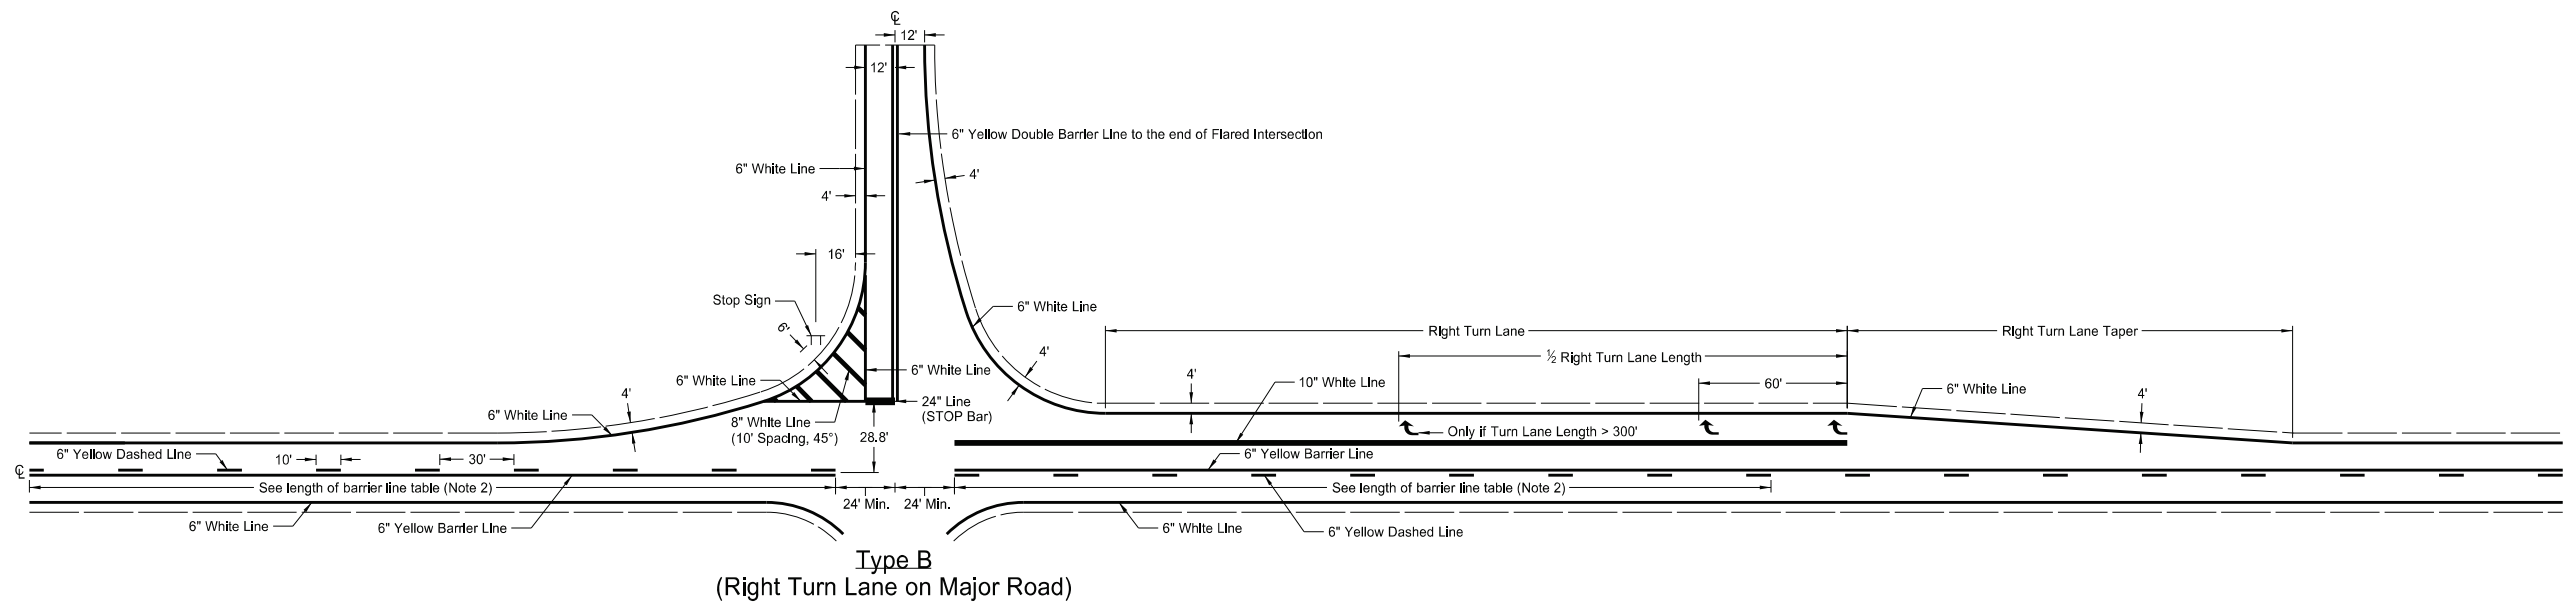 ℄
12'
12'
6" Yellow Double Barrier Line to the end of Flared Intersection
6" White Line
4'
4'
16'
Stop Sign
6'
6" White Line
Right Turn Lane
Right Turn Lane Taper
½ Right Turn Lane Length
4'
6" White Line
6" White Line
4'
10" White Line
60'
6" White Line
4'
4'
24" Line
(STOP Bar)
6" White Line
8" White Line
(10' Spacing, 45°)
28.8'
Only if Turn Lane Length > 300'
6" Yellow Dashed Line
10'
30'
6" Yellow Barrier Line
℄
See length of barrier line table (Note 2)
See length of barrier line table (Note 2)
24' Min.
24' Min.
6" White Line
6" Yellow Barrier Line
6" White Line
6" Yellow Dashed Line
Type B
(Right Turn Lane on Major Road)